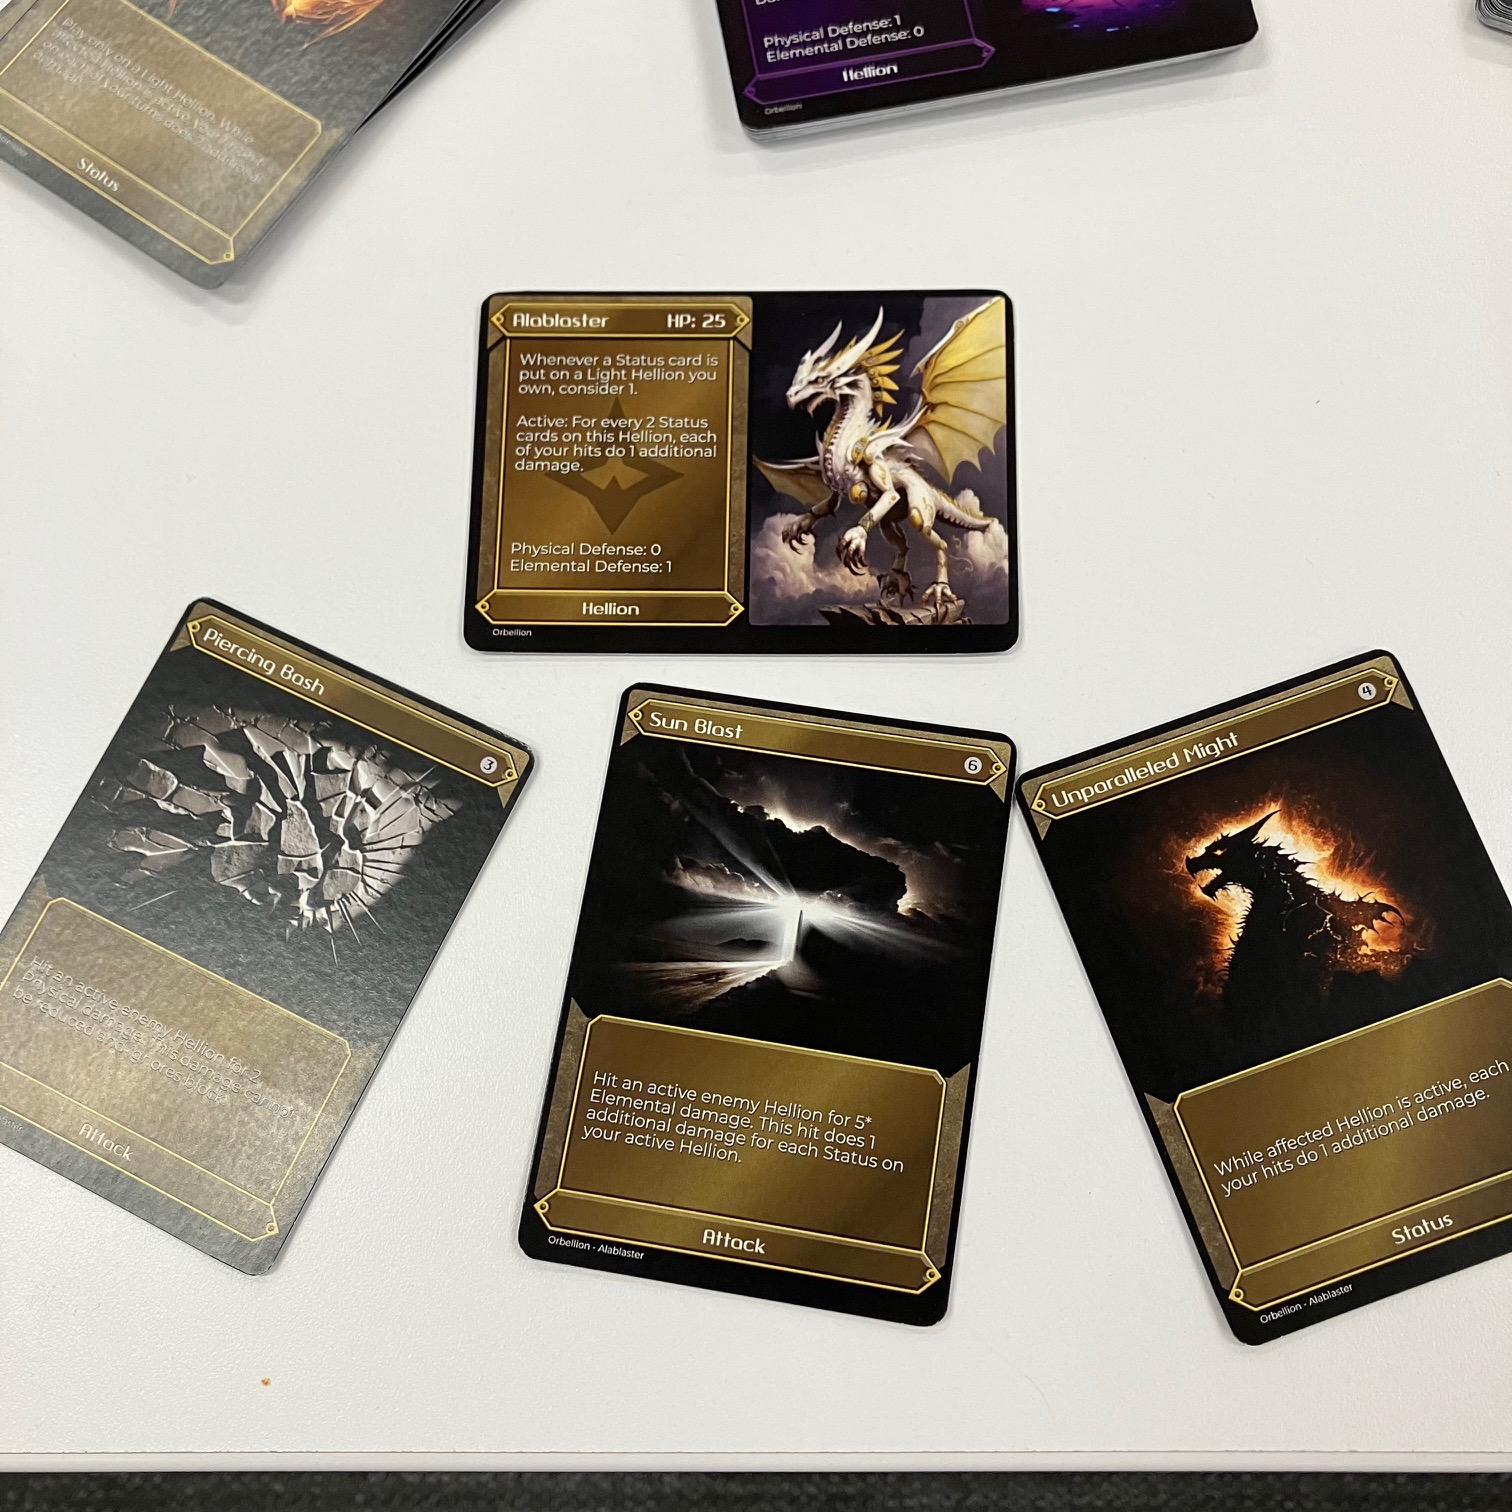 Play only on a Light Hellion. While
Status
Physical Defense: 1
Elemental Defense: 0
Hellion
Orbellion
Alablaster HP: 25
Whenever a Status card is
put on a Light Hellion you
own, consider 1.
Active: For every 2 Status
cards on this Hellion, each
of your hits do 1 additional
damage.
Physical Defense: 0
Elemental Defense: 1
Hellion
Orbellion
Piercing Bash
3
Hit an active enemy Hellion for 2
Physical damage. This damage cannot
be reduced and ignores block.
Attack
Sun Blast
6
Hit an active enemy Hellion for 5*
Elemental damage. This hit does 1
additional damage for each Status on
your active Hellion.
Attack
Orbellion - Alablaster
Unparalleled Might
4
While affected Hellion is active, each
your hits do 1 additional damage.
Status
Orbellion - Alablaster